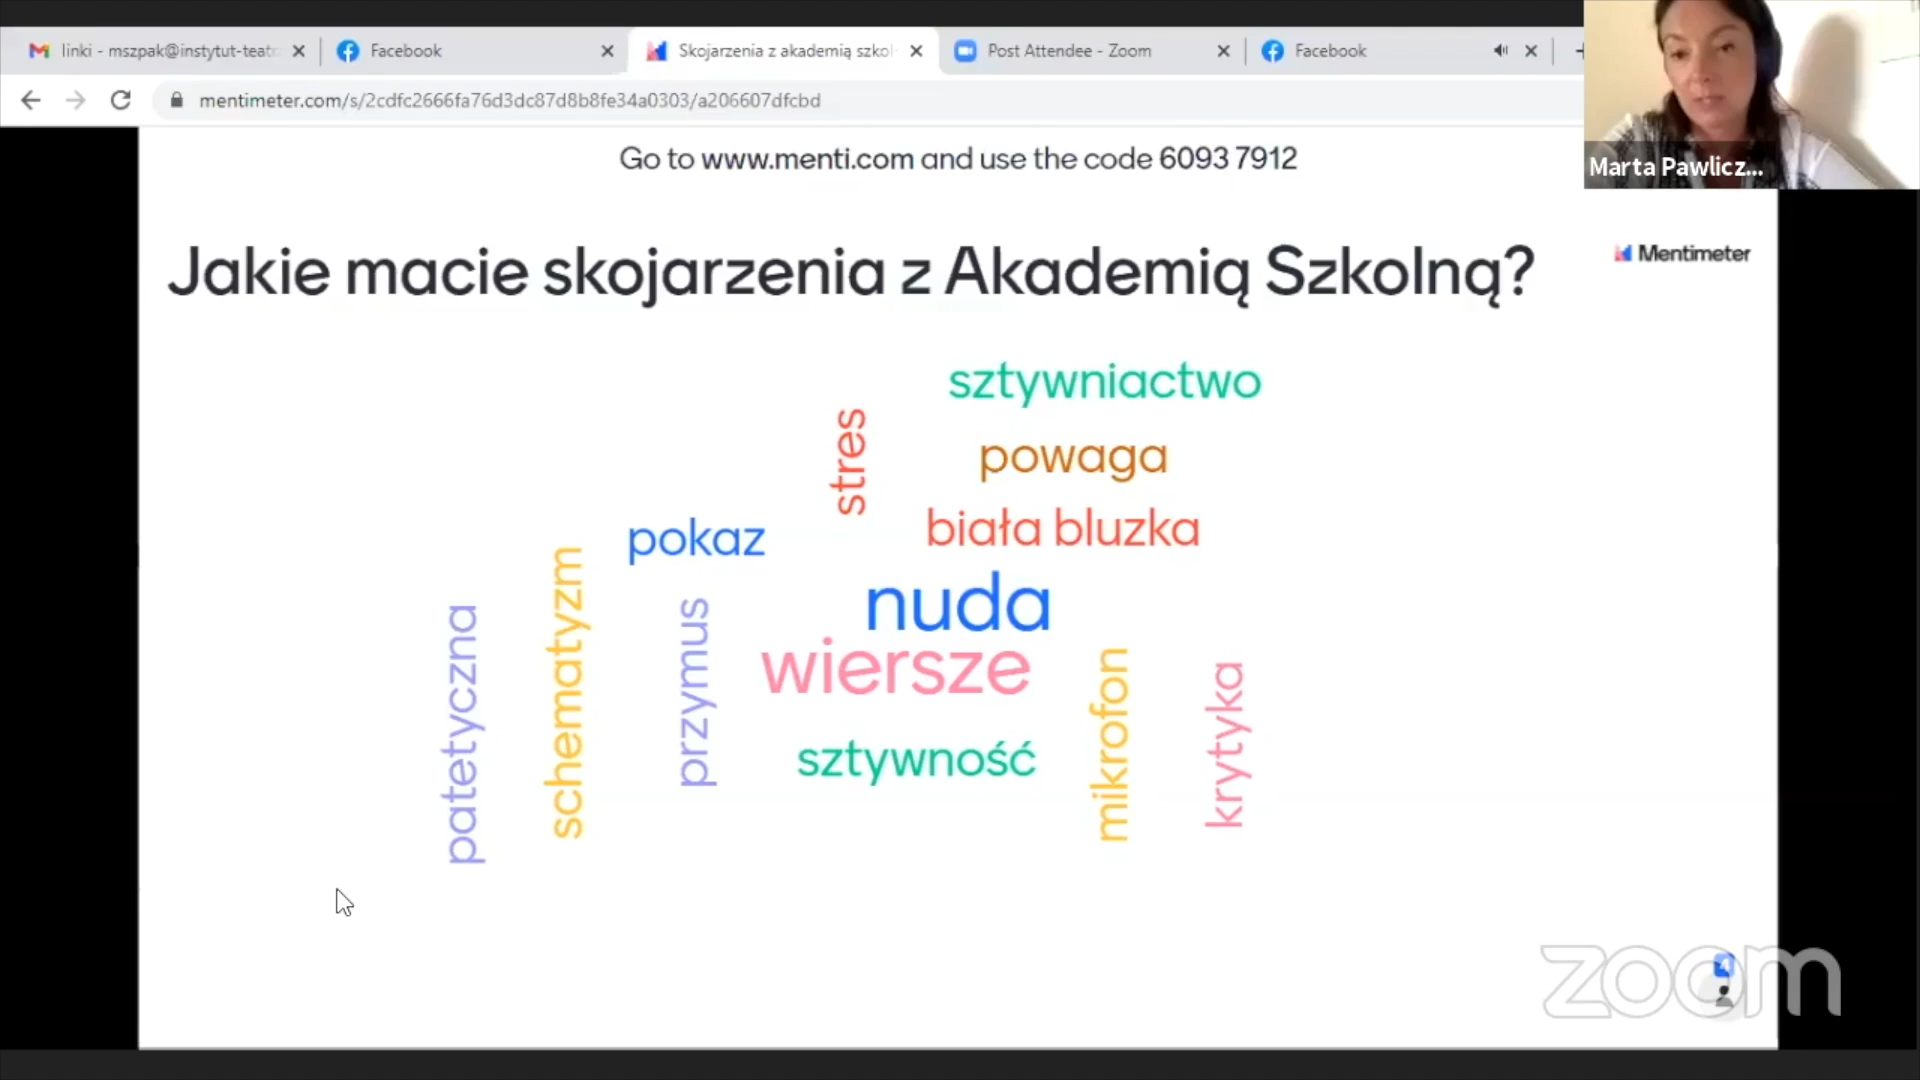 linki - mszpak@instytut-teatr
Facebook
Skojarzenia z akademią szkol
Post Attendee - Zoom
Facebook
mentimeter.com/s/2cdfc2666fa76d3dc87d8b8fe34a0303/a206607dfcbd
Marta Pawlicz...
Go to www.menti.com and use the code 6093 7912
Jakie macie skojarzenia z Akademią Szkolną?
Mentimeter
sztywniactwo
stres
powaga
pokaz
biała bluzka
nuda
patetyczna
schematyzm
przymus
wiersze
mikrofon
krytyka
sztywność
zoom